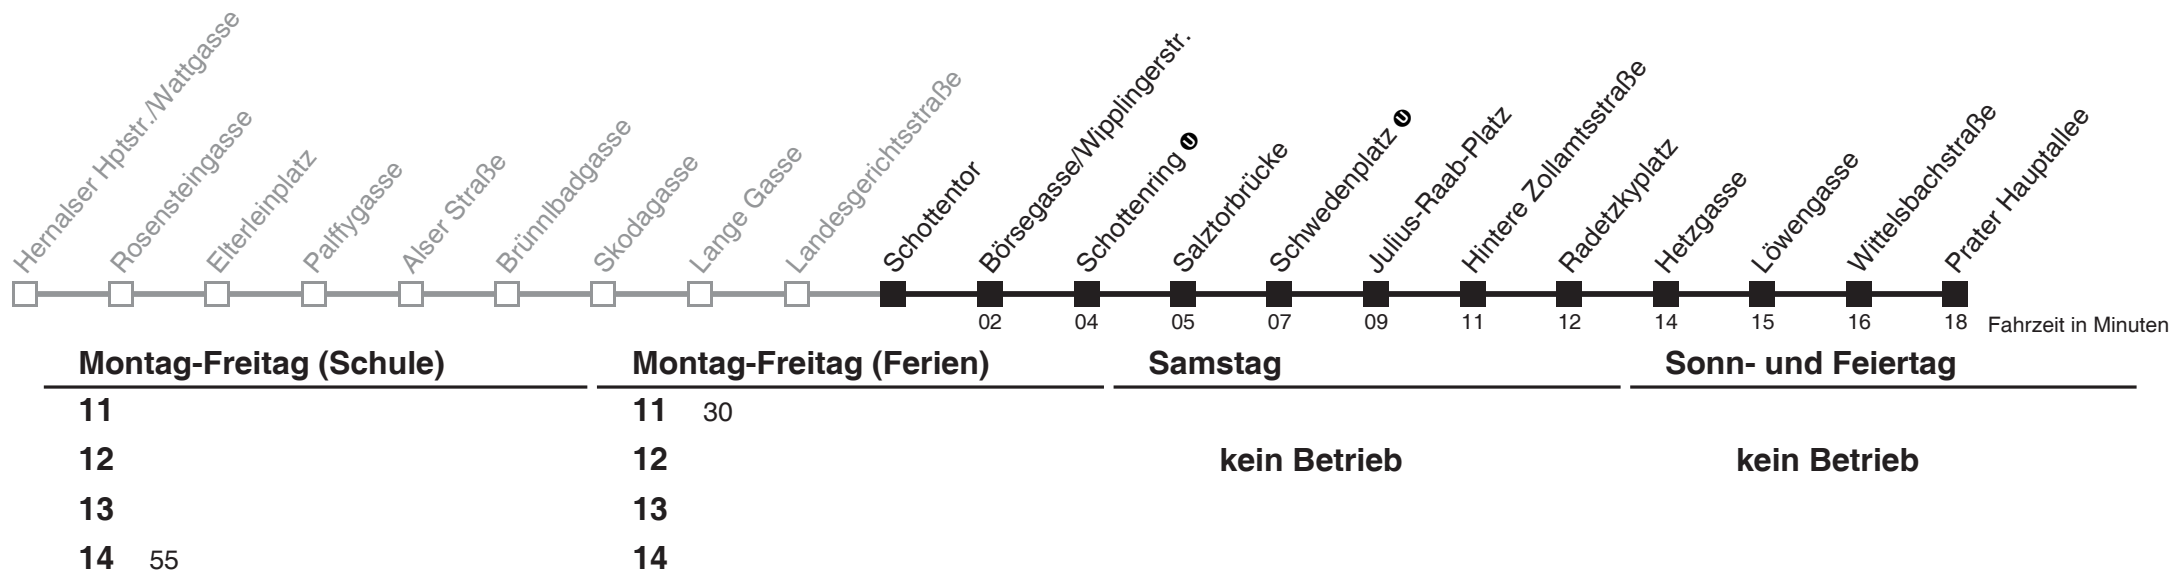 Hernalser Hptstr./Wattgasse
Rosensteingasse
Elterleinplatz
Palffygasse
Alser Straße
Brünnlbadgasse
Skodagasse
Lange Gasse
Landesgerichtsstraße
Schottentor
Börsegasse/Wipplingerstr.
Schottenring U
Salztorbrücke
Schwedenplatz U
Julius-Raab-Platz
Hintere Zollamtsstraße
Radetzkyplatz
Hetzgasse
Löwengasse
Wittelsbachstraße
Prater Hauptallee
02 04 05 07 09 11 12 14 15 16 18 Fahrzeit in Minuten
Montag-Freitag (Schule) Montag-Freitag (Ferien) Samstag Sonn- und Feiertag
11 11 30
12 12 kein Betrieb kein Betrieb
13 13
14 55 14